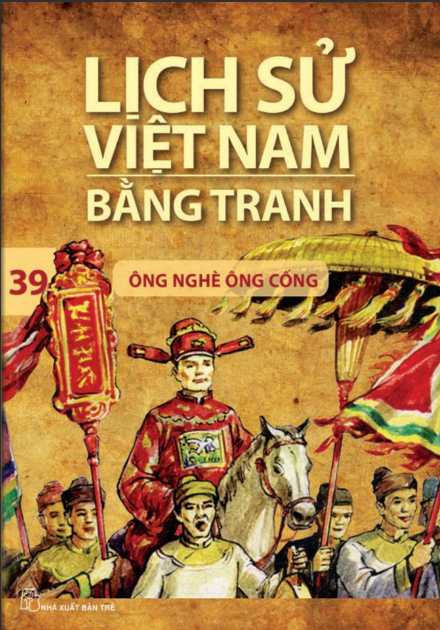 LỊCH SỬ
VIỆT NAM
BẰNG TRANH
39
ÔNG NGHÈ ÔNG CỐNG
NHÀ XUẤT BẢN TRẺ